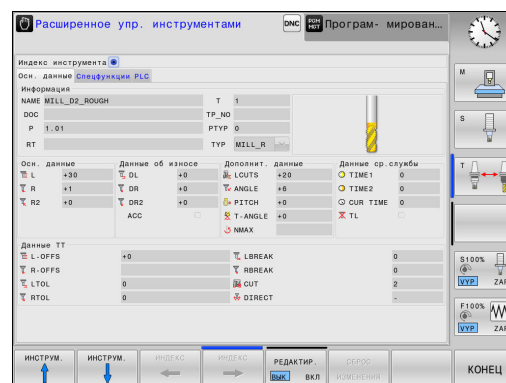 Расширенное упр. инструментами
DNC
PGM MGT
Програм- мирован...
Индекс инструмента
Осн. данные Спецфункции PLC
Информация
NAME MILL_D2_ROUGH T 1
DOC TP_NO
P 1.01 PTYP 0
RT TYP MILL_R
Осн. данные Данные об износе Дополнит. данные Данные ср.службы
L +30 DL +0 LCUTS +20 TIME1 0
R +1 DR +0 ANGLE +6 TIME2 0
R2 +0 DR2 +0 PITCH +0 CUR TIME 0
ACC T-ANGLE +0 TL
NMAX
Данные TT
L-OFFS +0 LBREAK 0
R-OFFS RBREAK 0
LTOL 0 CUT 2
RTOL 0 DIRECT -
M
S
T
S100%
VYP ZAP
F100%
VYP ZAP
ИНСТРУМ.
ИНСТРУМ.
ИНДЕКС
ИНДЕКС
РЕДАКТИР.
ВЫК ВКЛ
СБРОС
ИЗМЕНЕНИЯ
КОНЕЦ